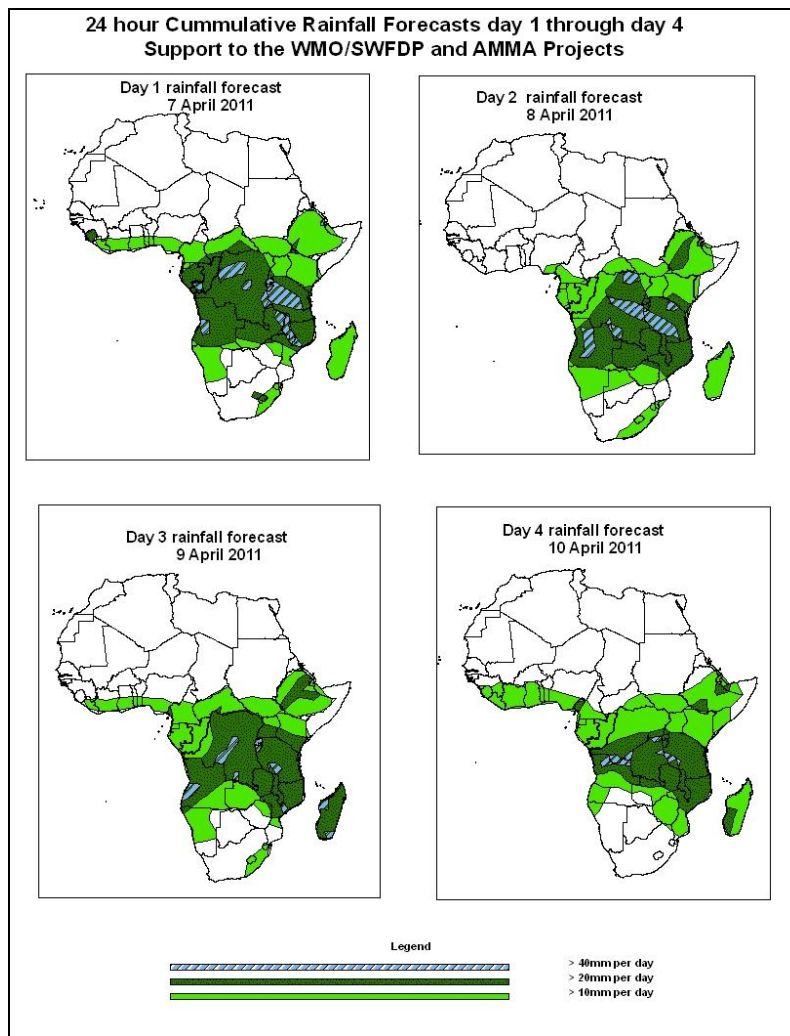 24 hour Cummulative Rainfall Forecasts day 1 through day 4
Support to the WMO/SWFDP and AMMA Projects
Day 1 rainfall forecast
7 April 2011
Day 2 rainfall forecast
8 April 2011
Day 3 rainfall forecast
9 April 2011
Day 4 rainfall forecast
10 April 2011
Legend
> 40mm per day
> 20mm per day
> 10mm per day